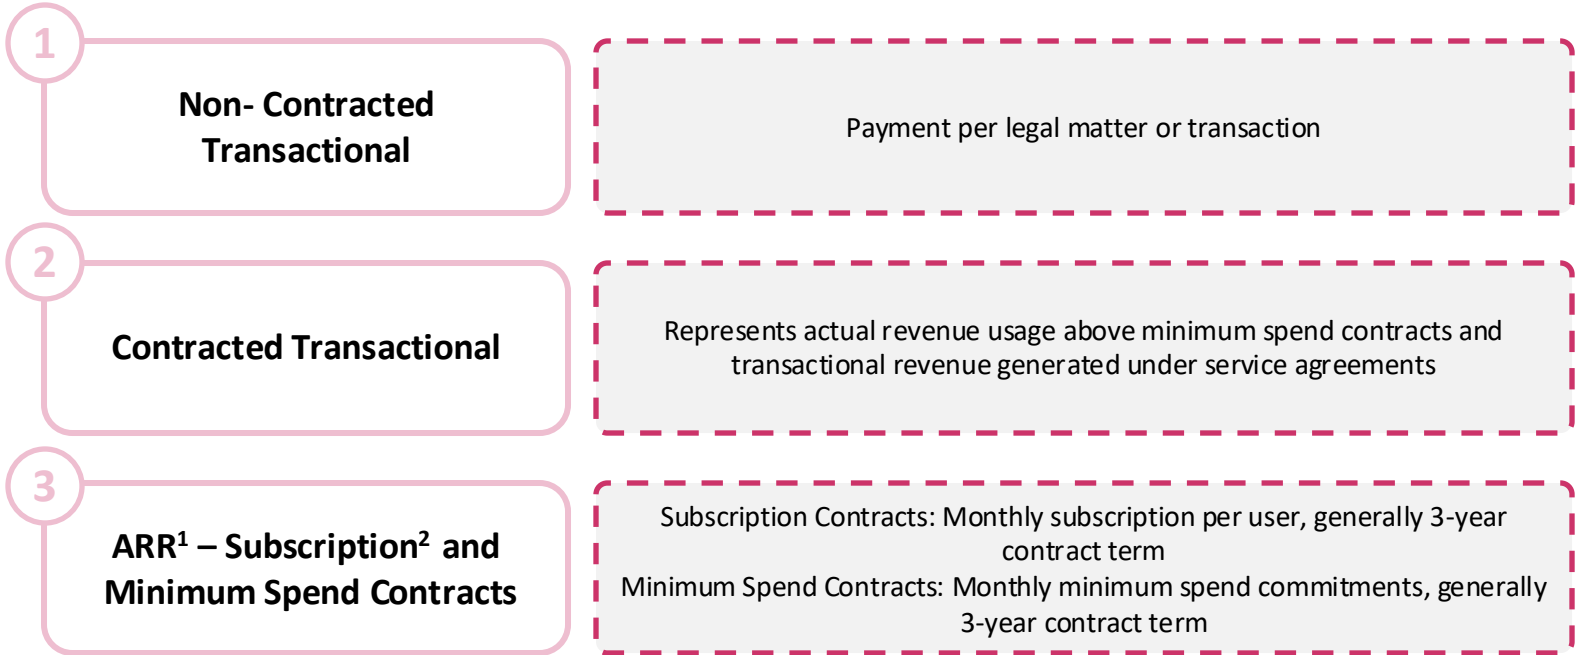 1
Non- Contracted
Transactional
Payment per legal matter or transaction
2
Contracted Transactional
Represents actual revenue usage above minimum spend contracts and
transactional revenue generated under service agreements
3
ARR¹ – Subscription² and
Minimum Spend Contracts
Subscription Contracts: Monthly subscription per user, generally 3-year
contract term
Minimum Spend Contracts: Monthly minimum spend commitments, generally
3-year contract term